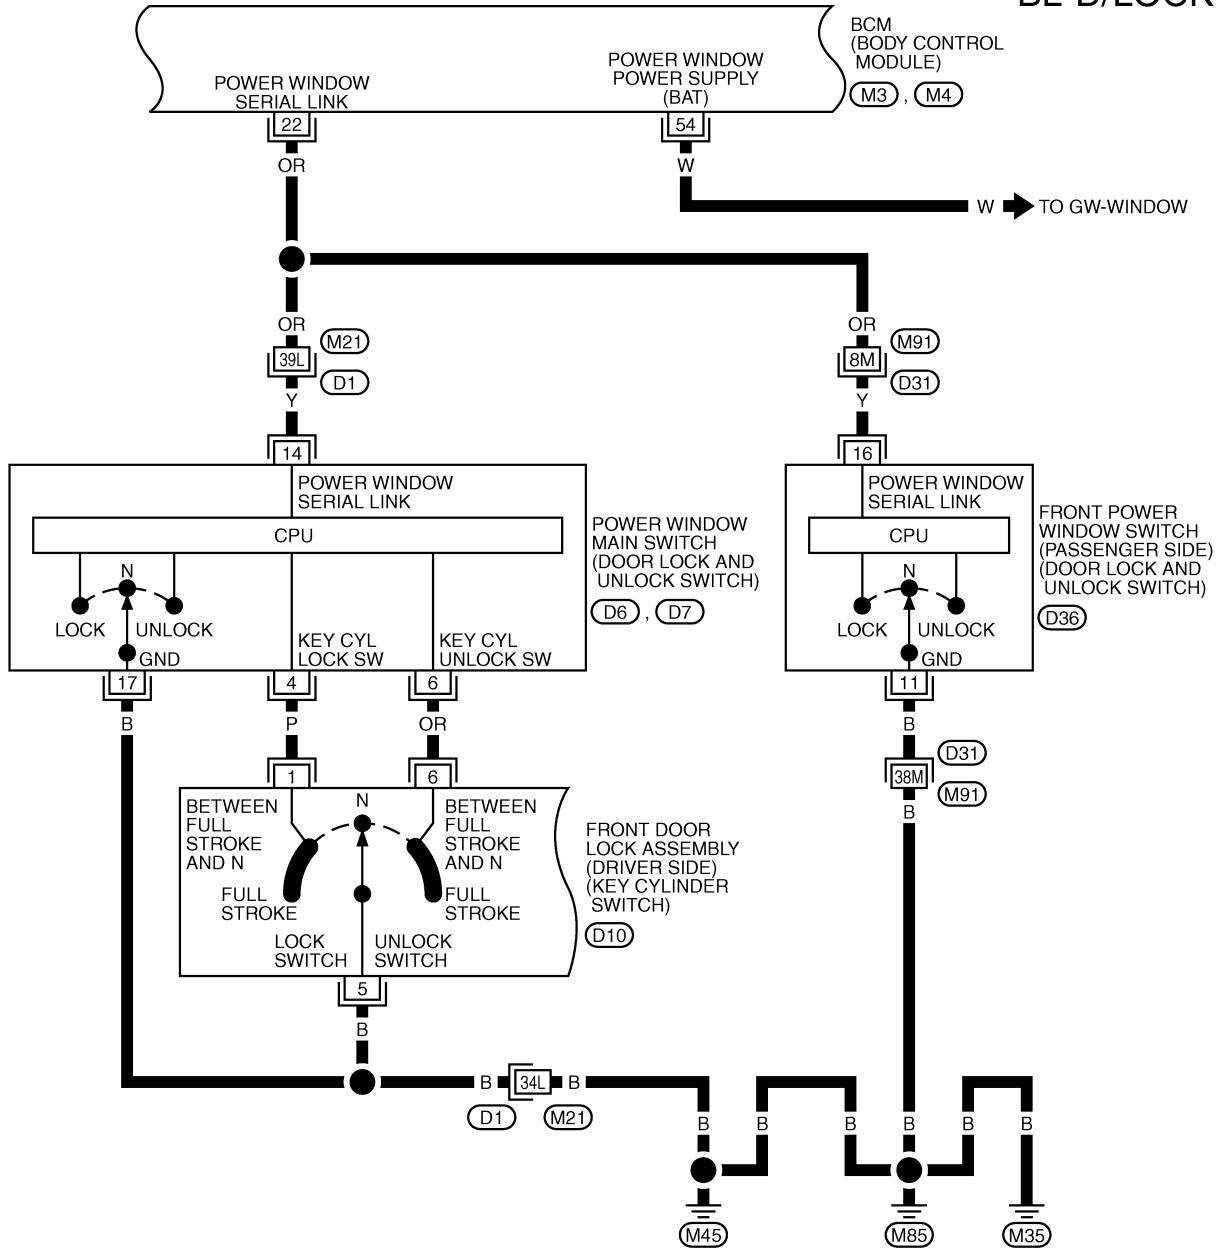 BL-D/LOCK
BCM
(BODY CONTROL
MODULE)
M3 , M4
POWER WINDOW
SERIAL LINK
POWER WINDOW
POWER SUPPLY
(BAT)
22
54
OR
W
W
TO GW-WINDOW
OR
OR
M21
M91
39L
8M
D1
D31
Y
Y
14
16
POWER WINDOW
SERIAL LINK
CPU
N
LOCK
UNLOCK
GND
KEY CYL
LOCK SW
KEY CYL
UNLOCK SW
POWER WINDOW
MAIN SWITCH
(DOOR LOCK AND
UNLOCK SWITCH)
D6 , D7
POWER WINDOW
SERIAL LINK
CPU
N
LOCK
UNLOCK
GND
FRONT POWER
WINDOW SWITCH
(PASSENGER SIDE)
(DOOR LOCK AND
UNLOCK SWITCH)
D36
17
4
6
11
B
P
OR
B
D31
38M
M91
B
1
6
BETWEEN
FULL
STROKE
AND N
N
BETWEEN
FULL
STROKE
AND N
FULL
STROKE
FULL
STROKE
LOCK
SWITCH
UNLOCK
SWITCH
FRONT DOOR
LOCK ASSEMBLY
(DRIVER SIDE)
(KEY CYLINDER
SWITCH)
D10
5
B
B
34L
B
D1
M21
B
B
B
B
B
B
M45
M85
M35